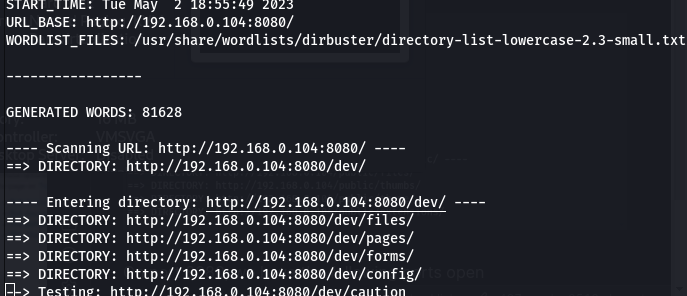 START_TIME: Tue May  2 18:55:49 2023
URL_BASE: http://192.168.0.104:8080/
WORDLIST_FILES: /usr/share/wordlists/dirbuster/directory-list-lowercase-2.3-small.txt
-----------------
GENERATED WORDS: 81628
---- Scanning URL: http://192.168.0.104:8080/ ----
==> DIRECTORY: http://192.168.0.104:8080/dev/
---- Entering directory: http://192.168.0.104:8080/dev/ ----
==> DIRECTORY: http://192.168.0.104:8080/dev/files/
==> DIRECTORY: http://192.168.0.104:8080/dev/pages/
==> DIRECTORY: http://192.168.0.104:8080/dev/forms/
==> DIRECTORY: http://192.168.0.104:8080/dev/config/
--> Testing: http://192.168.0.104:8080/dev/caution
VMSVGA